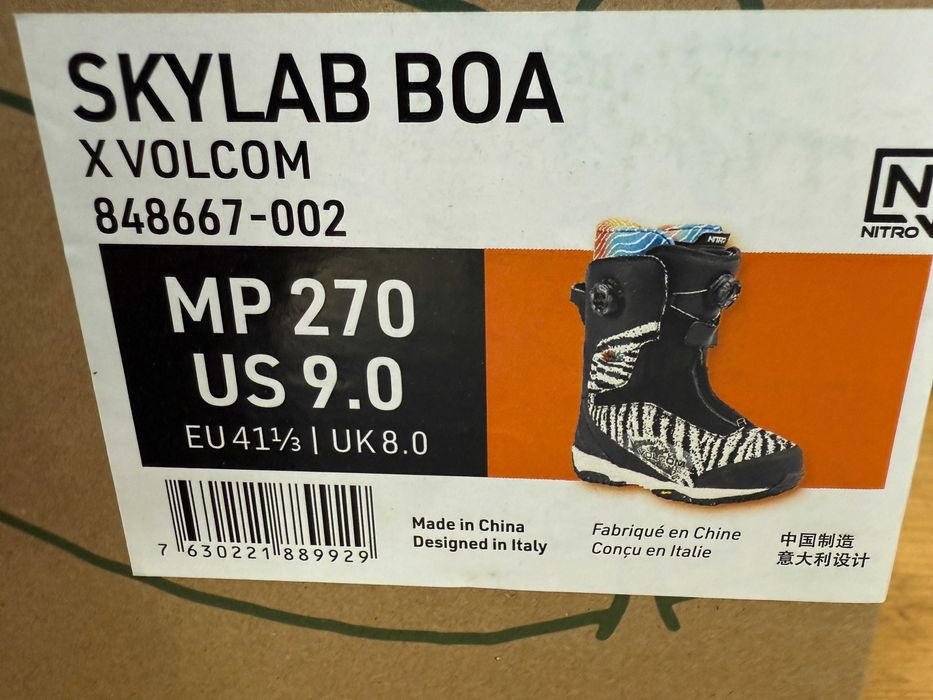 SKYLAB BOA
X VOLCOM
848667-002
NITRO
MP 270
US 9.0
EU 41⅓ | UK 8.0
NITRO
VOLCOM
7 630221 889929
Made in China
Designed in Italy
Fabriqué en Chine
Conçu en Italie
中国制造
意大利设计